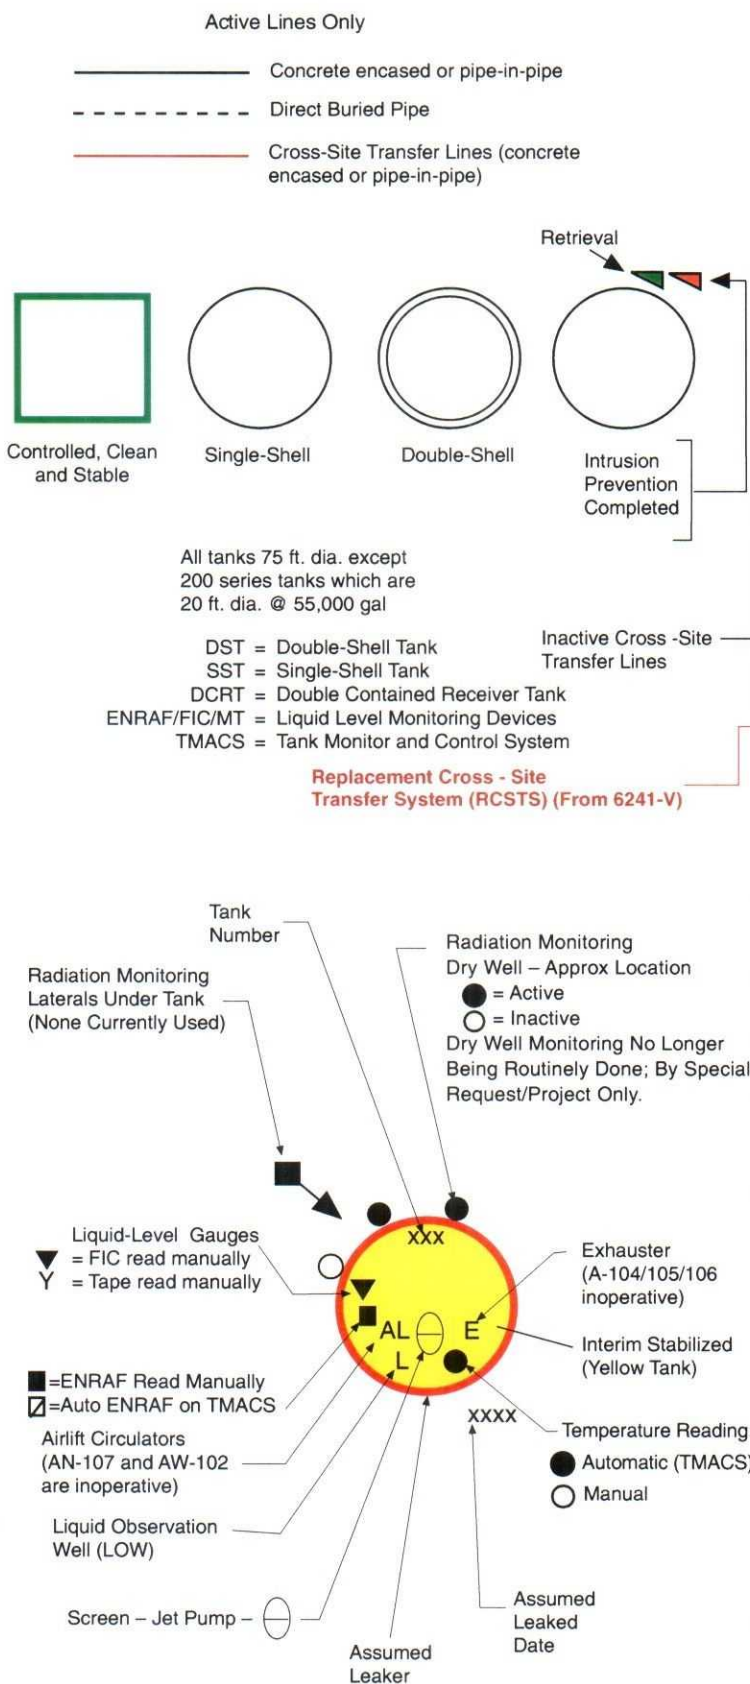 Active Lines Only
Concrete encased or pipe-in-pipe
Direct Buried Pipe
Cross-Site Transfer Lines (concrete
encased or pipe-in-pipe)
Retrieval
Controlled, Clean
and Stable
Single-Shell
Double-Shell
Intrusion
Prevention
Completed
All tanks 75 ft. dia. except
200 series tanks which are
20 ft. dia. @ 55,000 gal
DST = Double-Shell Tank
SST = Single-Shell Tank
DCRT = Double Contained Receiver Tank
ENRAF/FIC/MT = Liquid Level Monitoring Devices
TMACS = Tank Monitor and Control System
Inactive Cross -Site
Transfer Lines
Replacement Cross - Site
Transfer System (RCSTS) (From 6241-V)
Tank
Number
Radiation Monitoring
Dry Well – Approx Location
= Active
= Inactive
Dry Well Monitoring No Longer
Being Routinely Done; By Special
Request/Project Only.
Radiation Monitoring
Laterals Under Tank
(None Currently Used)
Liquid-Level Gauges
= FIC read manually
Y = Tape read manually
xxx
AL
E
L
Exhauster
(A-104/105/106
inoperative)
Interim Stabilized
(Yellow Tank)
=ENRAF Read Manually
=Auto ENRAF on TMACS
xxxx
Temperature Reading
Automatic (TMACS)
Manual
Airlift Circulators
(AN-107 and AW-102
are inoperative)
Liquid Observation
Well (LOW)
Screen – Jet Pump –
Assumed
Leaker
Assumed
Leaked
Date